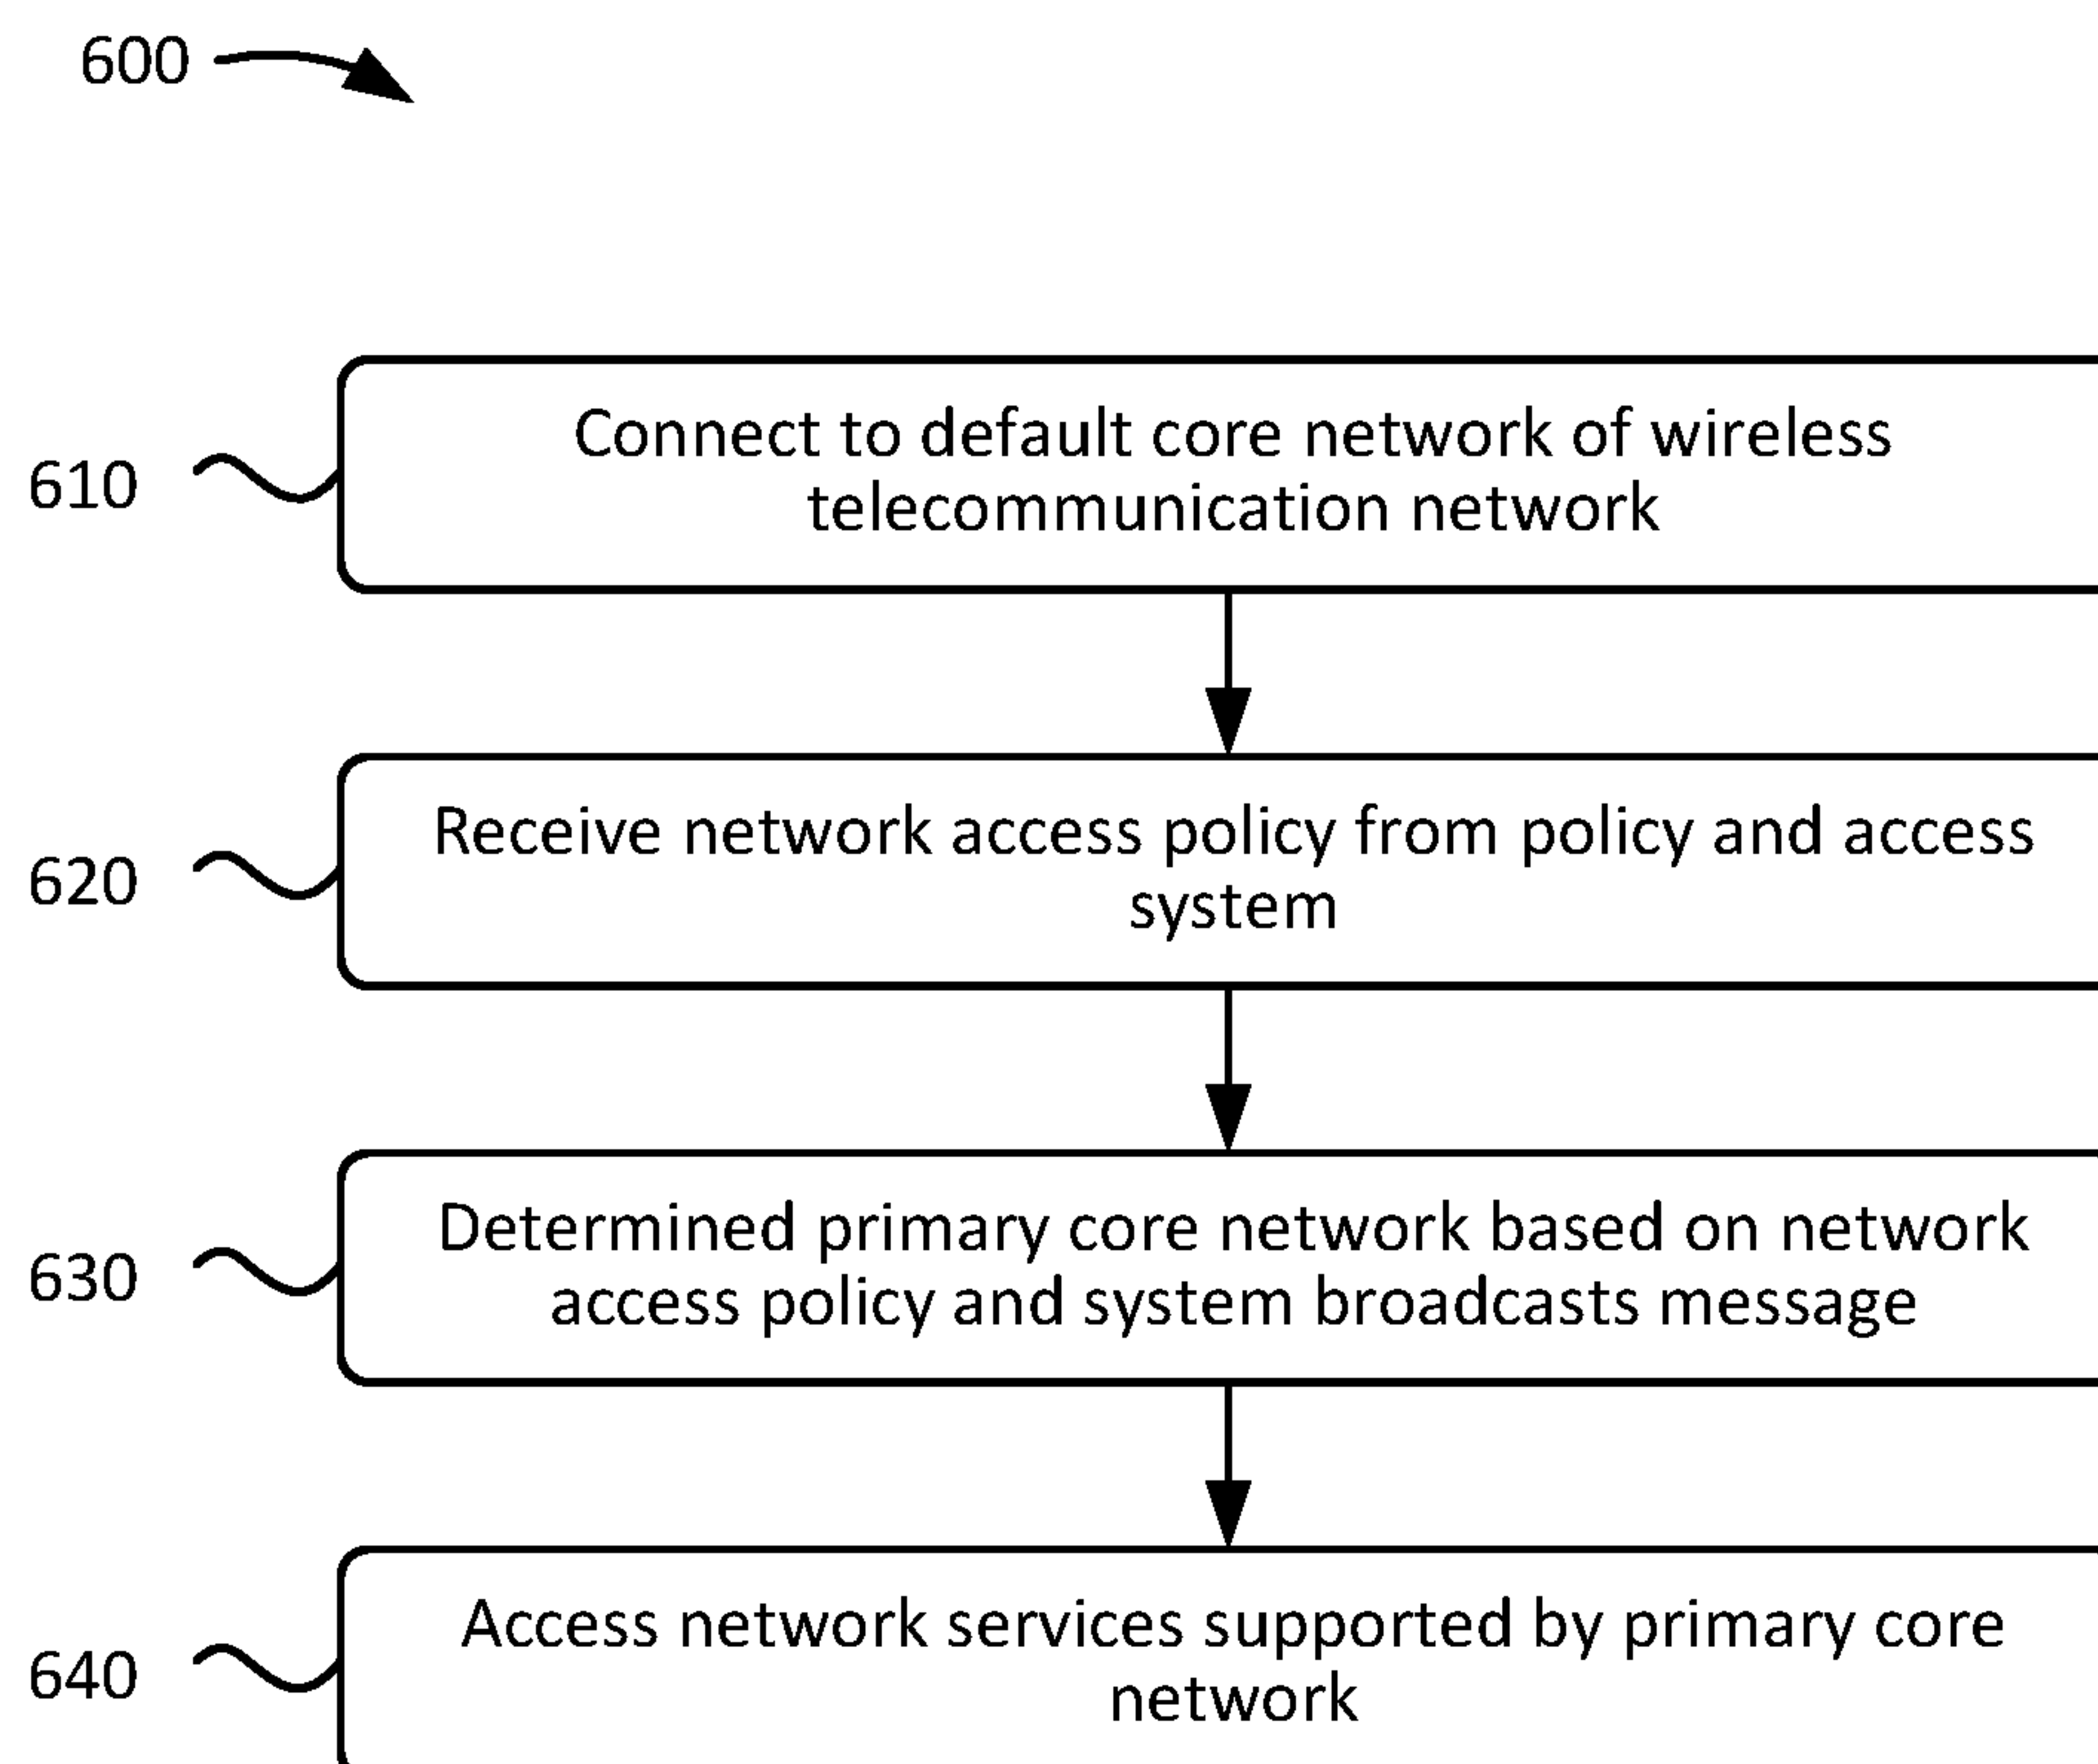 600
610
Connect to default core network of wireless
telecommunication network
620
Receive network access policy from policy and access
system
630
Determined primary core network based on network
access policy and system broadcasts message
640
Access network services supported by primary core
network